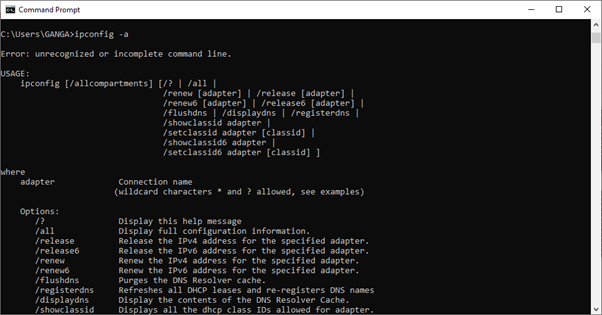 Command Prompt
C:\Users\GANGA>ipconfig -a
Error: unrecognized or incomplete command line.
USAGE:
    ipconfig [/allcompartments] [/? | /all |
                                 /renew [adapter] | /release [adapter] |
                                 /renew6 [adapter] | /release6 [adapter] |
                                 /flushdns | /displaydns | /registerdns |
                                 /showclassid adapter |
                                 /setclassid adapter [classid] |
                                 /showclassid6 adapter |
                                 /setclassid6 adapter [classid] ]
where
    adapter             Connection name
                       (wildcard characters * and ? allowed, see examples)
    Options:
       /?               Display this help message
       /all             Display full configuration information.
       /release         Release the IPv4 address for the specified adapter.
       /release6        Release the IPv6 address for the specified adapter.
       /renew           Renew the IPv4 address for the specified adapter.
       /renew6          Renew the IPv6 address for the specified adapter.
       /flushdns        Purges the DNS Resolver cache.
       /registerdns     Refreshes all DHCP leases and re-registers DNS names
       /displaydns      Display the contents of the DNS Resolver Cache.
       /showclassid     Displays all the dhcp class IDs allowed for adapter.